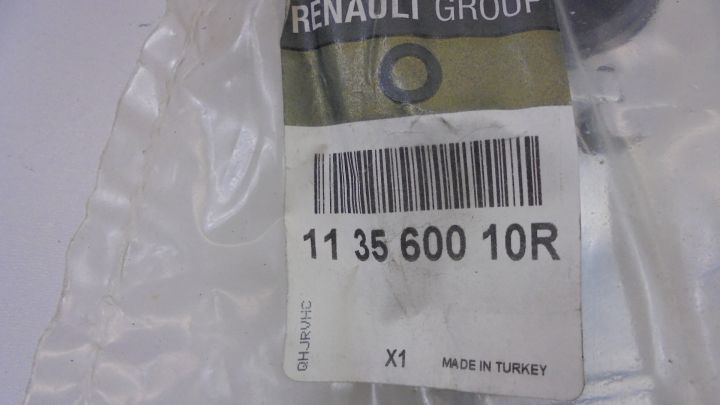 RENAULT GROUP
11 35 600 10R
QHJRVHC
X1 MADE IN TURKEY